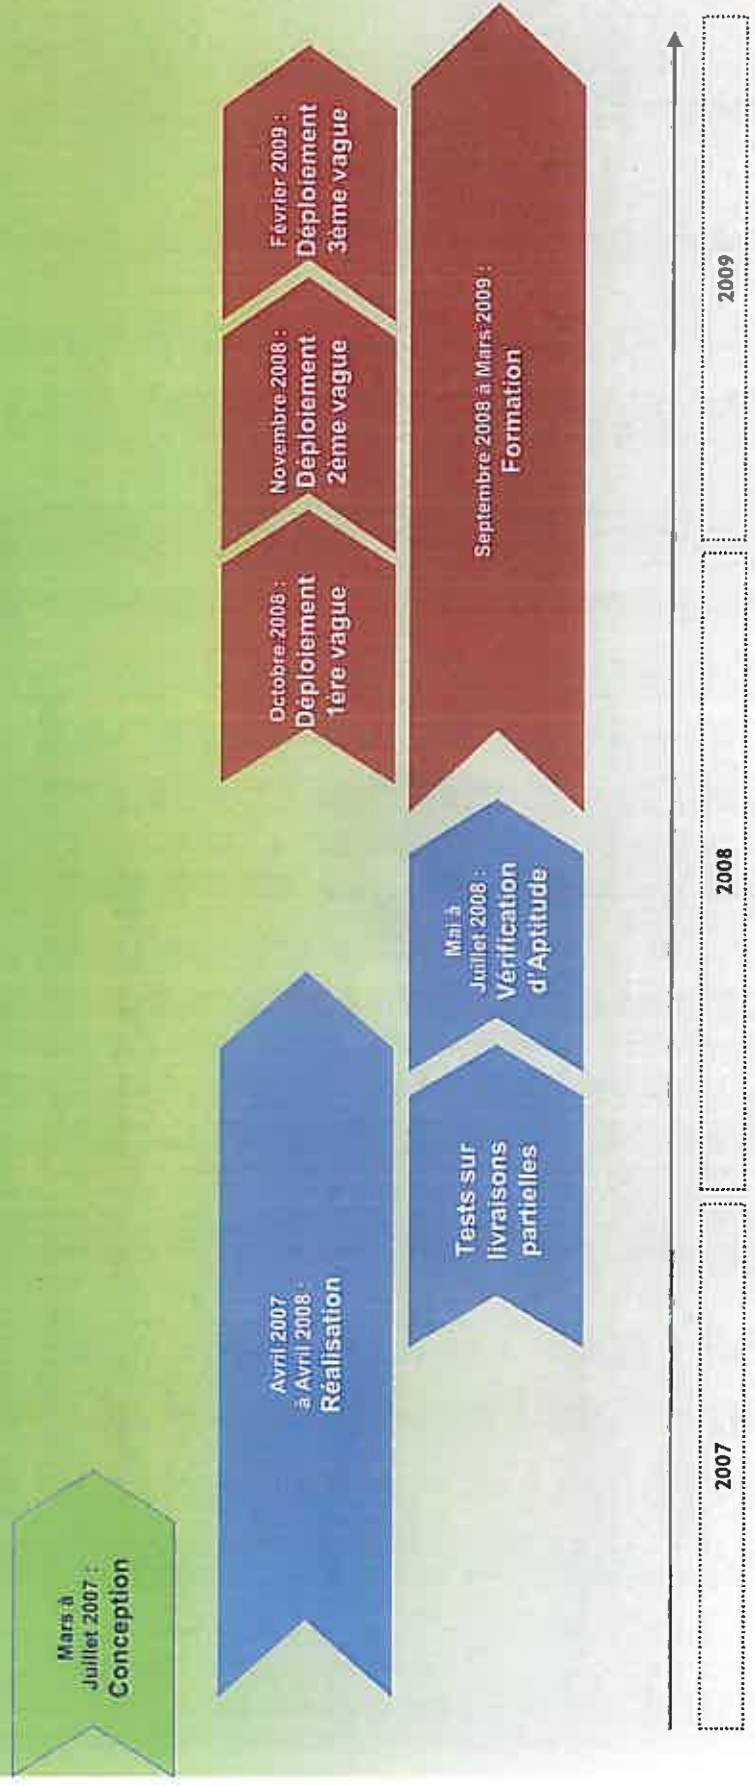 Mars à
Juillet 2007 :
Conception
Avril 2007
à Avril 2008 :
Réalisation
Tests sur
livraisons
partielles
Mai à
Juillet 2008 :
Vérification
d'Aptitude
Octobre 2008 :
Déploiement
1ère vague
Novembre 2008 :
Déploiement
2ème vague
Février 2009 :
Déploiement
3ème vague
Septembre 2008 à Mars 2009 :
Formation
2007
2008
2009